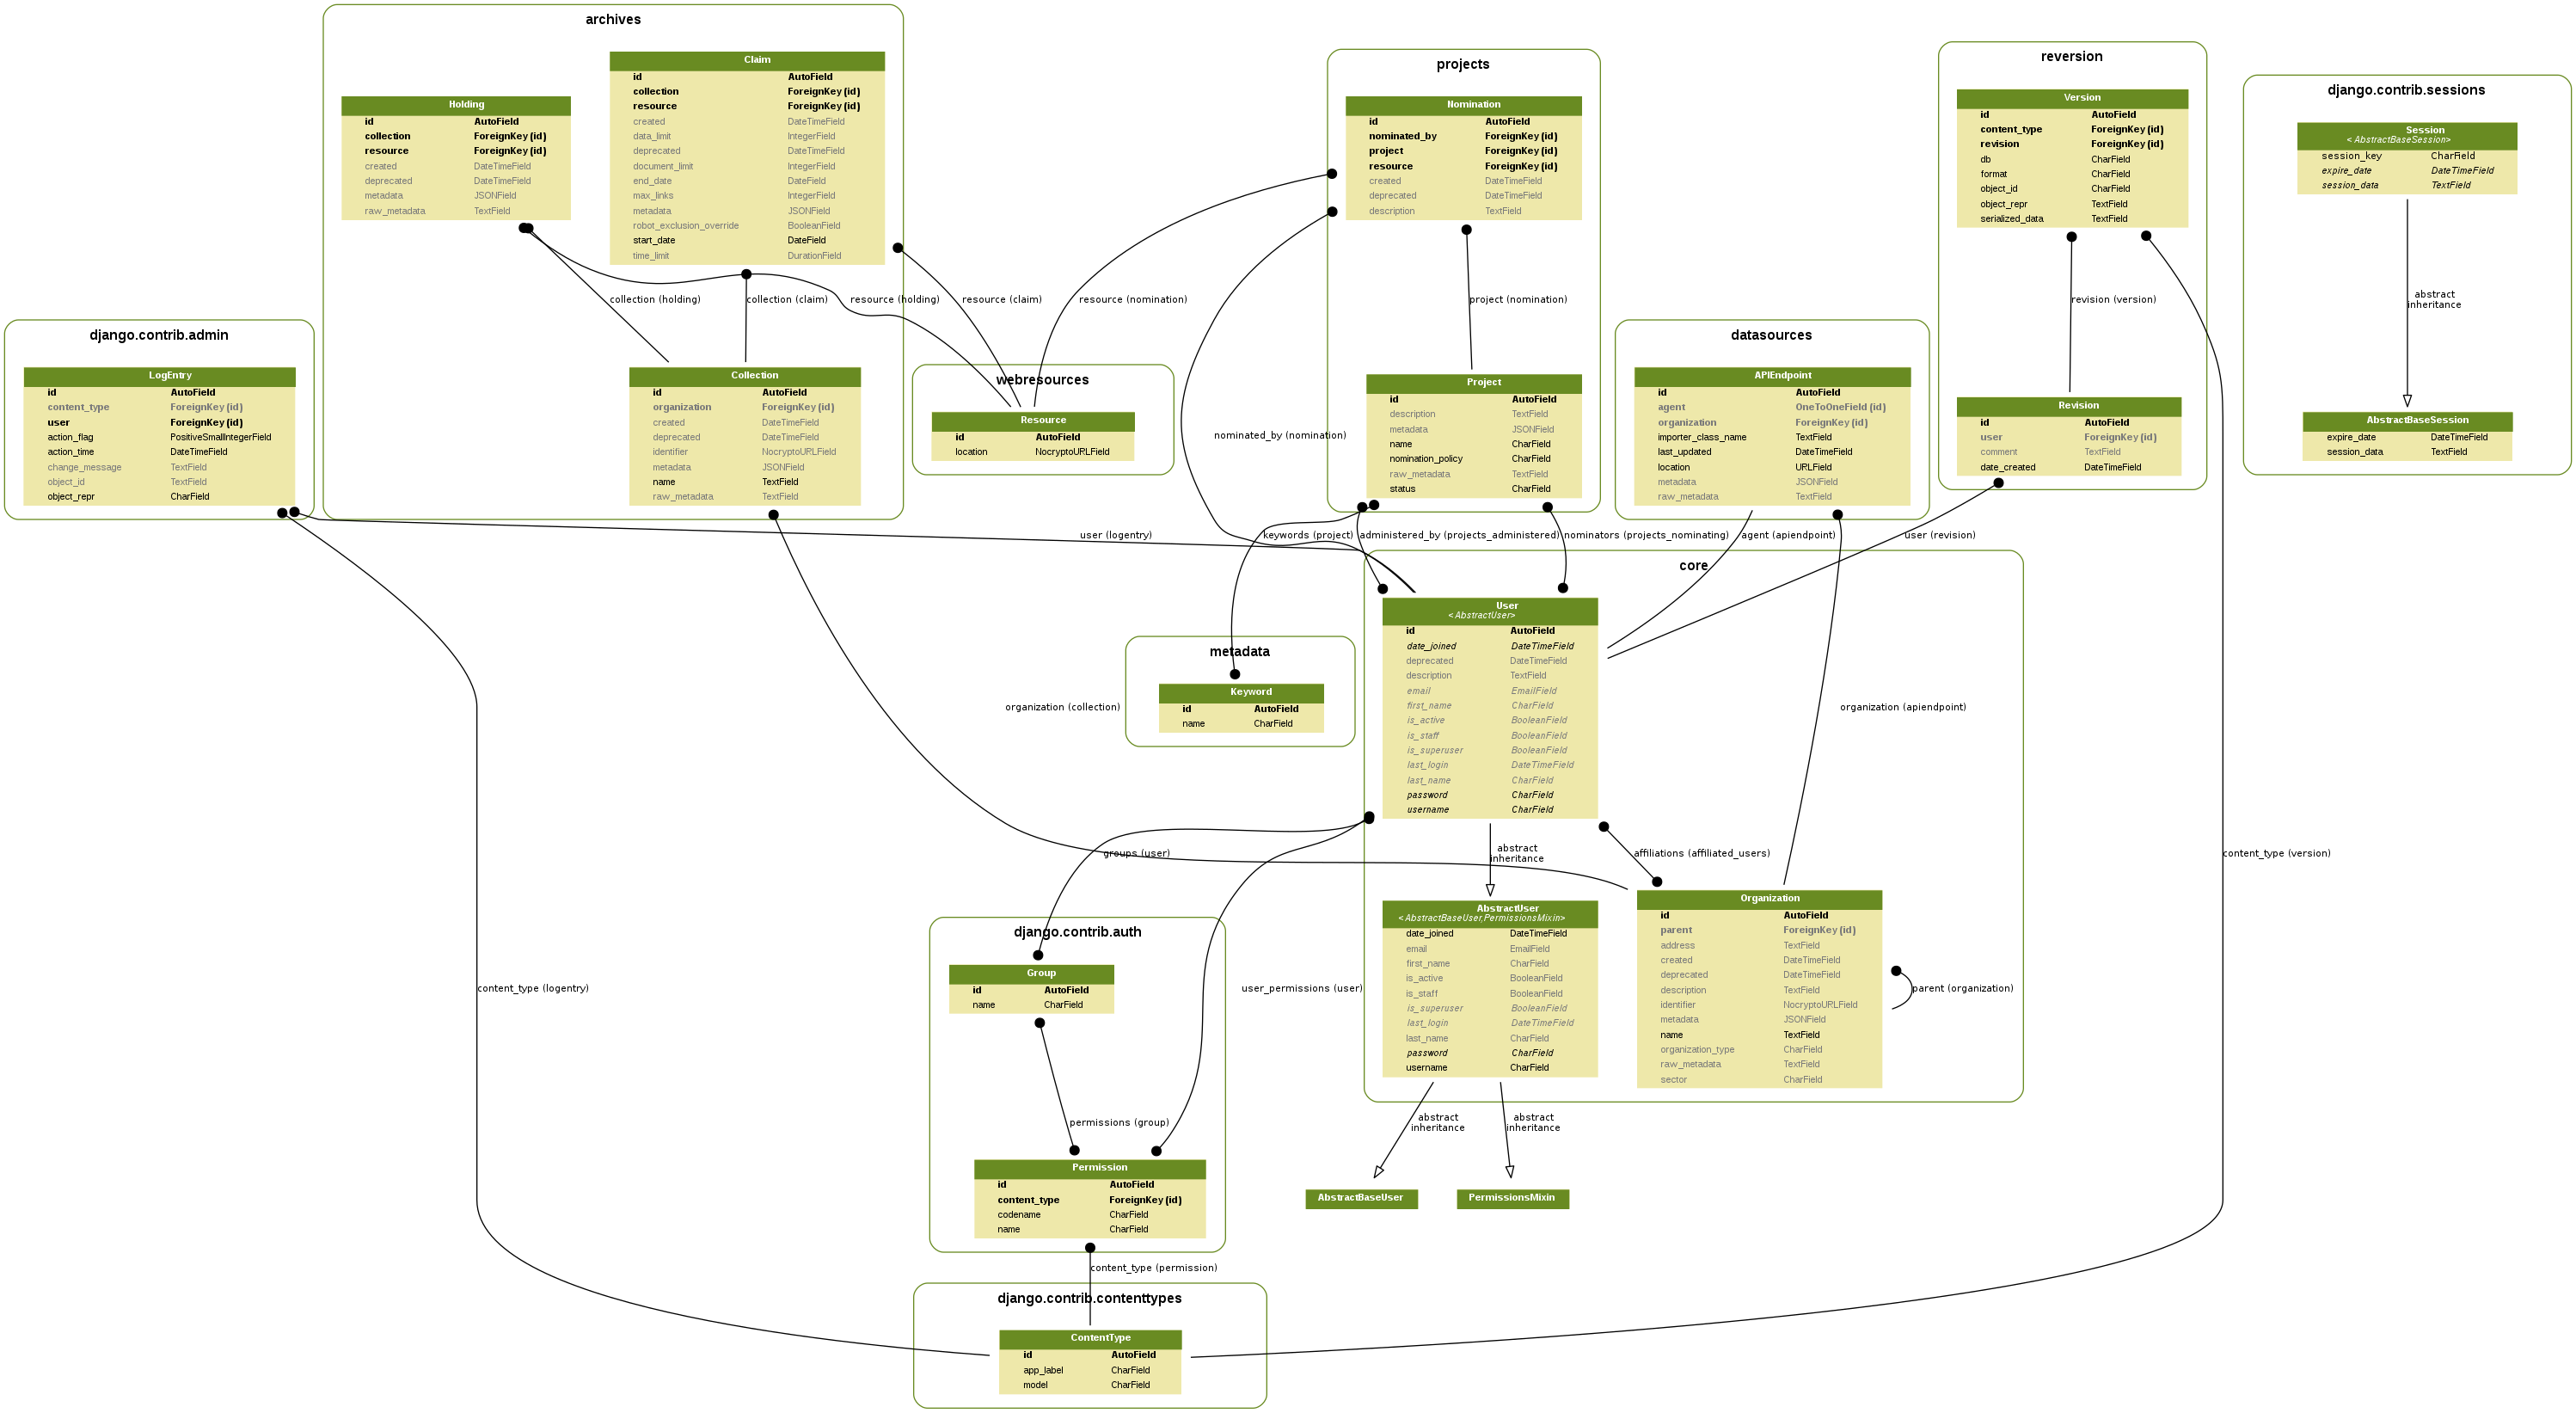 archives
Claim
id AutoField
collection ForeignKey (id)
resource ForeignKey (id)
created DateTimeField
data_limit IntegerField
deprecated DateTimeField
document_limit IntegerField
end_date DateField
max_links IntegerField
metadata JSONField
robot_exclusion_override BooleanField
start_date DateField
time_limit DurationField
Holding
id AutoField
collection ForeignKey (id)
resource ForeignKey (id)
created DateTimeField
deprecated DateTimeField
metadata JSONField
raw_metadata TextField
collection (holding)
collection (claim)
resource (holding)
resource (claim)
resource (nomination)
Collection
id AutoField
organization ForeignKey (id)
created DateTimeField
deprecated DateTimeField
identifier NocryptoURLField
metadata JSONField
name TextField
raw_metadata TextField
django.contrib.admin
LogEntry
id AutoField
content_type ForeignKey (id)
user ForeignKey (id)
action_flag PositiveSmallIntegerField
action_time DateTimeField
change_message TextField
object_id TextField
object_repr CharField
webresources
Resource
id AutoField
location NocryptoURLField
projects
Nomination
id AutoField
nominated_by ForeignKey (id)
project ForeignKey (id)
resource ForeignKey (id)
created DateTimeField
deprecated DateTimeField
description TextField
project (nomination)
nominated_by (nomination)
Project
id AutoField
description TextField
metadata JSONField
name CharField
nomination_policy CharField
raw_metadata TextField
status CharField
datasources
APIEndpoint
id AutoField
agent OneToOneField (id)
organization ForeignKey (id)
importer_class_name TextField
last_updated DateTimeField
location URLField
metadata JSONField
raw_metadata TextField
reversion
Version
id AutoField
content_type ForeignKey (id)
revision ForeignKey (id)
db CharField
format CharField
object_id CharField
object_repr TextField
serialized_data TextField
revision (version)
Revision
id AutoField
user ForeignKey (id)
comment TextField
date_created DateTimeField
django.contrib.sessions
Session
< AbstractBaseSession>
session_key CharField
expire_date DateTimeField
session_data TextField
abstract
inheritance
AbstractBaseSession
expire_date DateTimeField
session_data TextField
user (logentry)
keywords (project)
administered_by (projects_administered)
nominators (projects_nominating)
agent (apiendpoint)
user (revision)
core
User
< AbstractUser>
id AutoField
date_joined DateTimeField
deprecated DateTimeField
description TextField
email EmailField
first_name CharField
is_active BooleanField
is_staff BooleanField
is_superuser BooleanField
last_login DateTimeField
last_name CharField
password CharField
username CharField
metadata
Keyword
id AutoField
name CharField
organization (collection)
organization (apiendpoint)
groups (user)
abstract
inheritance
affiliations (affiliated_users)
content_type (version)
AbstractUser
< AbstractBaseUser,PermissionsMixin>
date_joined DateTimeField
email EmailField
first_name CharField
is_active BooleanField
is_staff BooleanField
is_superuser BooleanField
last_login DateTimeField
last_name CharField
password CharField
username CharField
Organization
id AutoField
parent ForeignKey (id)
address TextField
created DateTimeField
deprecated DateTimeField
description TextField
identifier NocryptoURLField
metadata JSONField
name TextField
organization_type CharField
raw_metadata TextField
sector CharField
parent (organization)
django.contrib.auth
Group
id AutoField
name CharField
content_type (logentry)
user_permissions (user)
permissions (group)
abstract
inheritance
abstract
inheritance
Permission
id AutoField
content_type ForeignKey (id)
codename CharField
name CharField
AbstractBaseUser
PermissionsMixin
content_type (permission)
django.contrib.contenttypes
ContentType
id AutoField
app_label CharField
model CharField